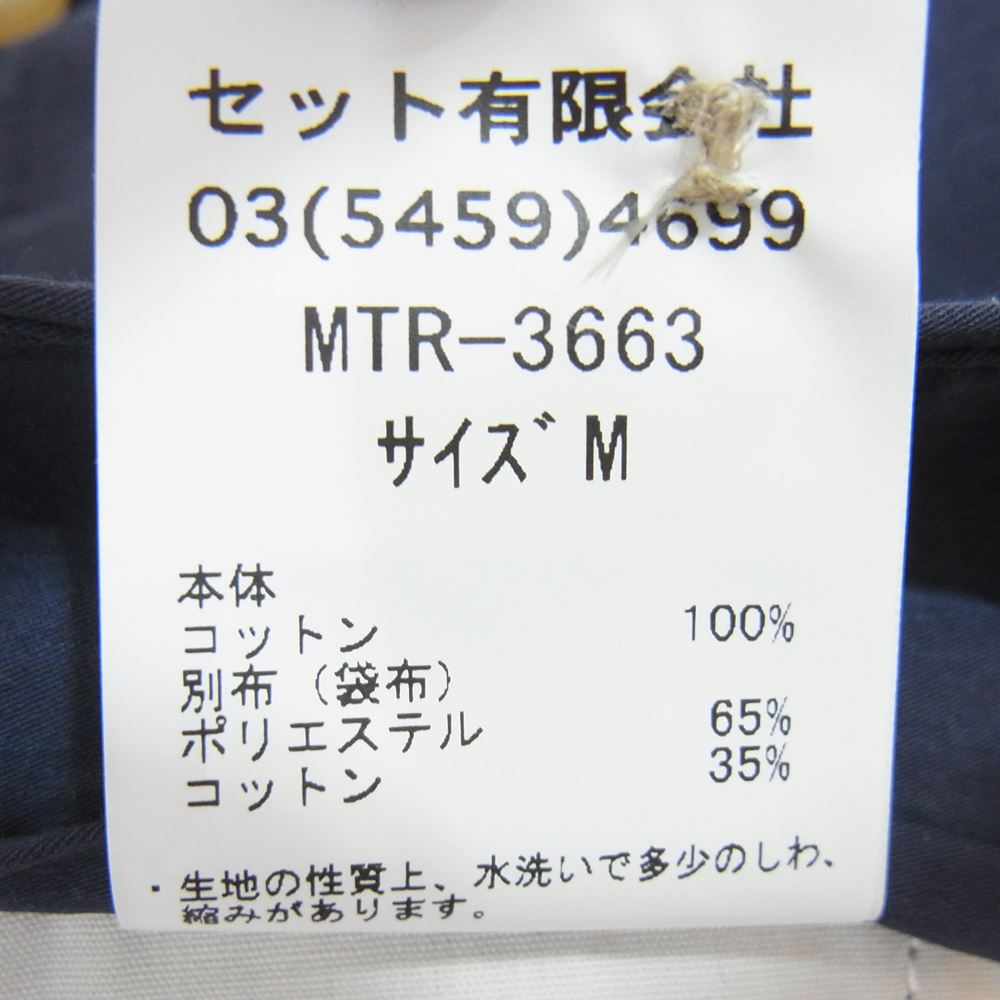 セット有限会社
03(5459)4699
MTR-3663
サイズ M
本体
コットン 100%
別布（袋布）
ポリエステル 65%
コットン 35%
・生地の性質上、水洗いで多少のしわ、
縮みがあります。